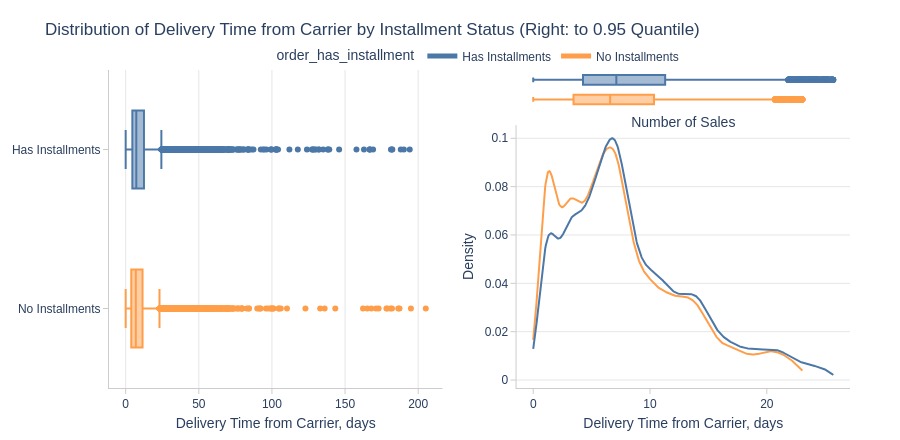 Distribution of Delivery Time from Carrier by Installment Status (Right: to 0.95 Quantile)
order_has_installment Has Installments No Installments
Has Installments
No Installments
0 50 100 150 200
Delivery Time from Carrier, days
Number of Sales
0.1
0.08
0.06
0.04
0.02
0
Density
0 10 20
Delivery Time from Carrier, days